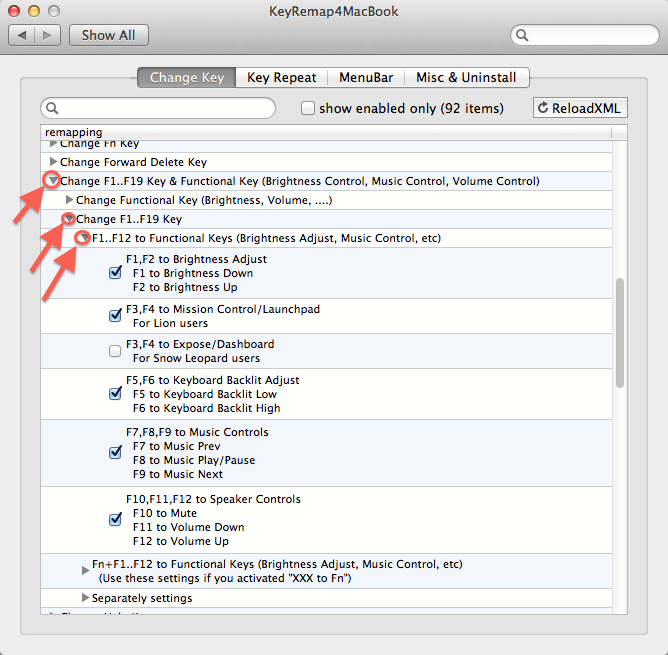 KeyRemap4MacBook
Show All
Change Key
Key Repeat
MenuBar
Misc & Uninstall
show enabled only (92 items)
ReloadXML
remapping
Change Fn Key
Change Forward Delete Key
Change F1..F19 Key & Functional Key (Brightness Control, Music Control, Volume Control)
Change Functional Key (Brightness, Volume, ....)
Change F1..F19 Key
F1..F12 to Functional Keys (Brightness Adjust, Music Control, etc)
F1,F2 to Brightness Adjust
F1 to Brightness Down
F2 to Brightness Up
F3,F4 to Mission Control/Launchpad
For Lion users
F3,F4 to Expose/Dashboard
For Snow Leopard users
F5,F6 to Keyboard Backlit Adjust
F5 to Keyboard Backlit Low
F6 to Keyboard Backlit High
F7,F8,F9 to Music Controls
F7 to Music Prev
F8 to Music Play/Pause
F9 to Music Next
F10,F11,F12 to Speaker Controls
F10 to Mute
F11 to Volume Down
F12 to Volume Up
Fn+F1..F12 to Functional Keys (Brightness Adjust, Music Control, etc)
(Use these settings if you activated "XXX to Fn")
Separately settings